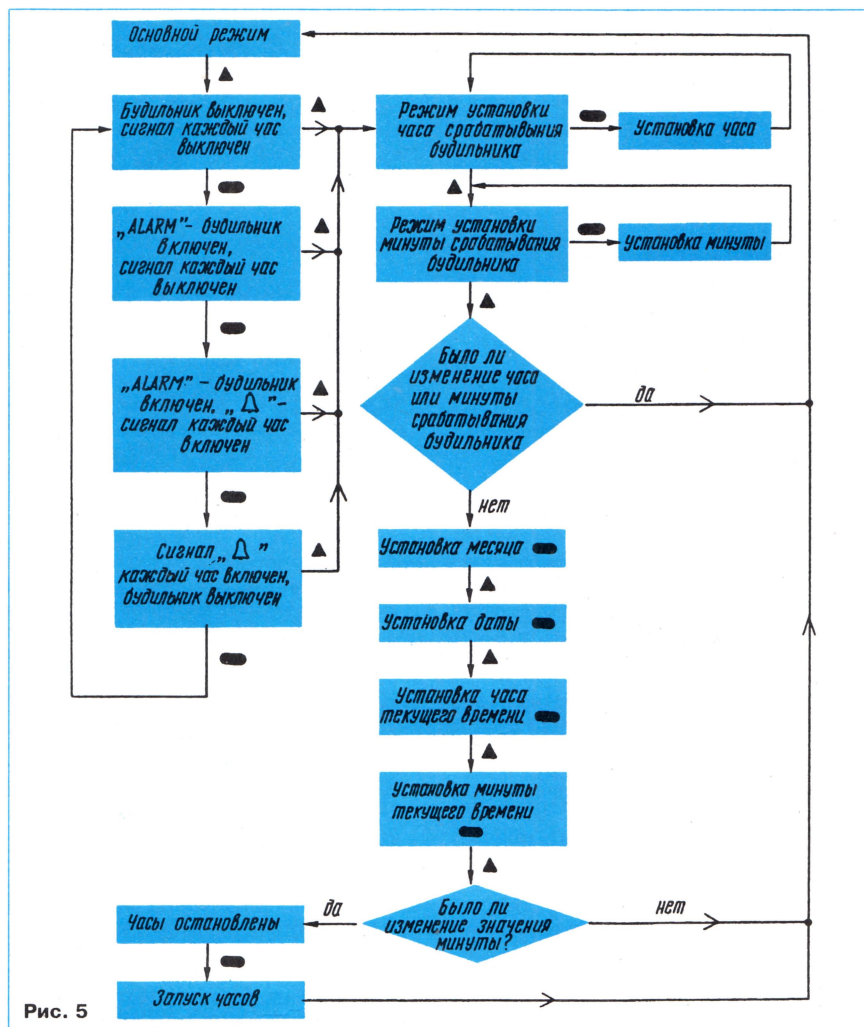 Основной режим
Будильник выключен,
сигнал каждый час
выключен
„ALARM"- будильник
включен,
сигнал каждый час
выключен
„ALARM" - будильник
включен, „ " -
сигнал каждый час
включен
Сигнал „ "
каждый час включен,
будильник выключен
Режим установки
часа срабатывыния
будильника
Установка часа
Режим установки
минуты срабатывания
будильника
Установка минуты
Было ли
изменение часа
или минуты
срабатывания
будильника
да
нет
Установка месяца
Установка даты
Установка часа
текущего времени
Установка минуты
текущего времени
Было ли
изменение значения
минуты?
да
нет
Часы остановлены
Запуск часов
Рис. 5